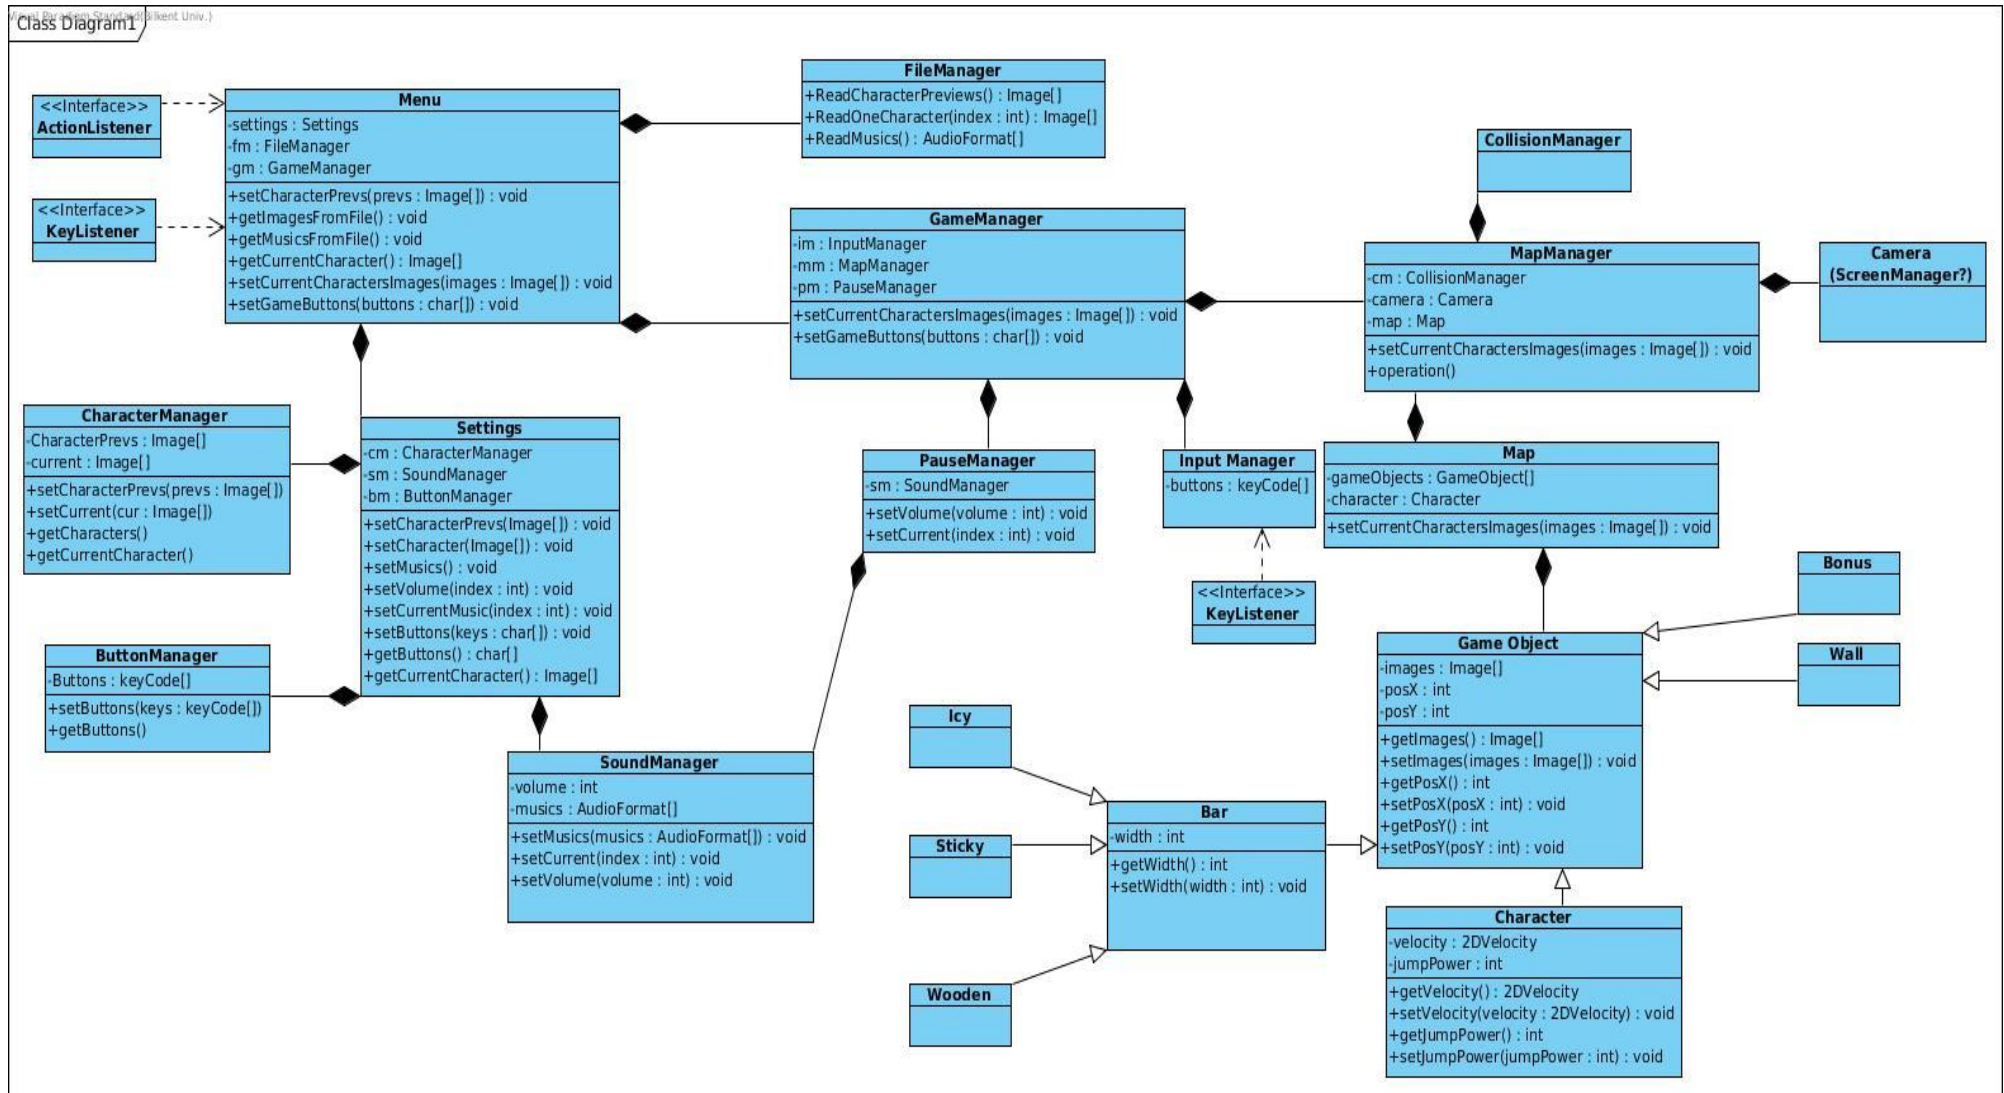 Visual Paradigm Standard(Bilkent Univ.)
Class Diagram1
<<Interface>>
ActionListener
<<Interface>>
KeyListener
Menu
-settings : Settings
-fm : FileManager
-gm : GameManager
+setCharacterPrevs(prevs : Image[]) : void
+getImagesFromFile() : void
+getMusicsFromFile() : void
+getCurrentCharacter() : Image[]
+setCurrentCharactersImages(images : Image[]) : void
+setGameButtons(buttons : char[]) : void
FileManager
+ReadCharacterPreviews() : Image[]
+ReadOneCharacter(index : int) : Image[]
+ReadMusics() : AudioFormat[]
GameManager
-im : InputManager
-mm : MapManager
-pm : PauseManager
+setCurrentCharactersImages(images : Image[]) : void
+setGameButtons(buttons : char[]) : void
CollisionManager
MapManager
-cm : CollisionManager
-camera : Camera
-map : Map
+setCurrentCharactersImages(images : Image[]) : void
+operation()
Camera
(ScreenManager?)
CharacterManager
-CharacterPrevs : Image[]
-current : Image[]
+setCharacterPrevs(prevs : Image[])
+setCurrent(cur : Image[])
+getCharacters()
+getCurrentCharacter()
Settings
-cm : CharacterManager
-sm : SoundManager
-bm : ButtonManager
+setCharacterPrevs(Image[]) : void
+setCharacter(Image[]) : void
+setMusics() : void
+setVolume(index : int) : void
+setCurrentMusic(index : int) : void
+setButtons(keys : char[]) : void
+getButtons() : char[]
+getCurrentCharacter() : Image[]
PauseManager
-sm : SoundManager
+setVolume(volume : int) : void
+setCurrent(index : int) : void
Input Manager
-buttons : keyCode[]
<<Interface>>
KeyListener
Map
-gameObjects : GameObject[]
-character : Character
+setCurrentCharactersImages(images : Image[]) : void
Bonus
Wall
ButtonManager
-Buttons : keyCode[]
+setButtons(keys : keyCode[])
+getButtons()
SoundManager
-volume : int
-musics : AudioFormat[]
+setMusics(musics : AudioFormat[]) : void
+setCurrent(index : int) : void
+setVolume(volume : int) : void
Game Object
-images : Image[]
-posX : int
-posY : int
+getImages() : Image[]
+setImages(images : Image[]) : void
+getPosX() : int
+setPosX(posX : int) : void
+getPosY() : int
+setPosY(posY : int) : void
Icy
Sticky
Wooden
Bar
-width : int
+getWidth() : int
+setWidth(width : int) : void
Character
-velocity : 2DVelocity
-jumpPower : int
+getVelocity() : 2DVelocity
+setVelocity(velocity : 2DVelocity) : void
+getJumpPower() : int
+setJumpPower(jumpPower : int) : void